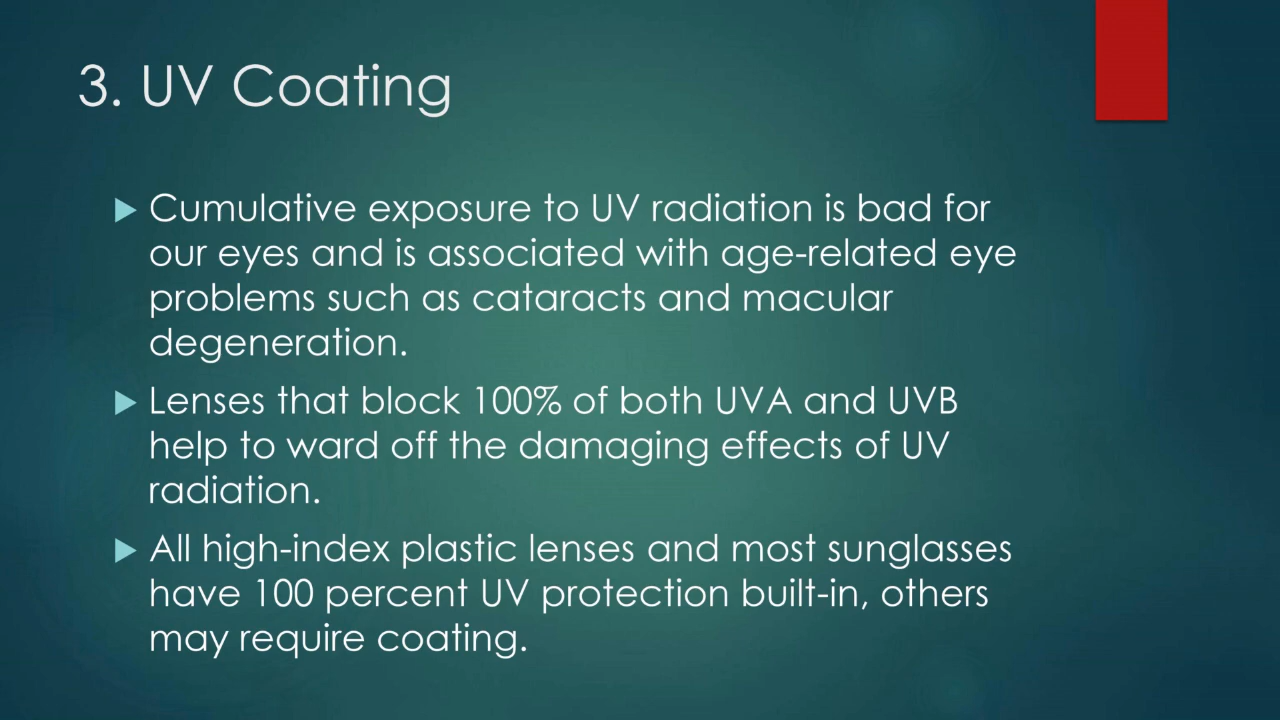 3. UV Coating
Cumulative exposure to UV radiation is bad for
our eyes and is associated with age-related eye
problems such as cataracts and macular
degeneration.
Lenses that block 100% of both UVA and UVB
help to ward off the damaging effects of UV
radiation.
All high-index plastic lenses and most sunglasses
have 100 percent UV protection built-in, others
may require coating.